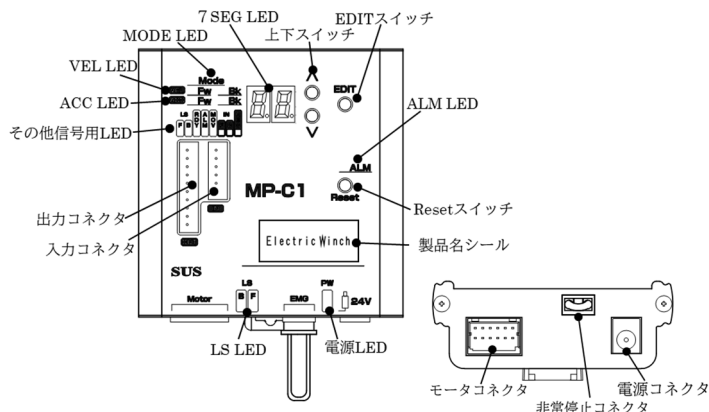 7SEG LED
EDITスイッチ
MODE LED
上下スイッチ
VEL LED
Mode
Fw Bk
EDIT
ACC LED
Fw Bk
ALM LED
その他信号用LED
LS
F B RDY ALM MOV IN
ALM
MP-C1
Reset
Resetスイッチ
出力コネクタ
入力コネクタ
Electric Winch
製品名シール
SUS
LS
PW
Motor
B F
EMG
24V
LS LED
電源LED
モータコネクタ
電源コネクタ
非常停止コネクタ